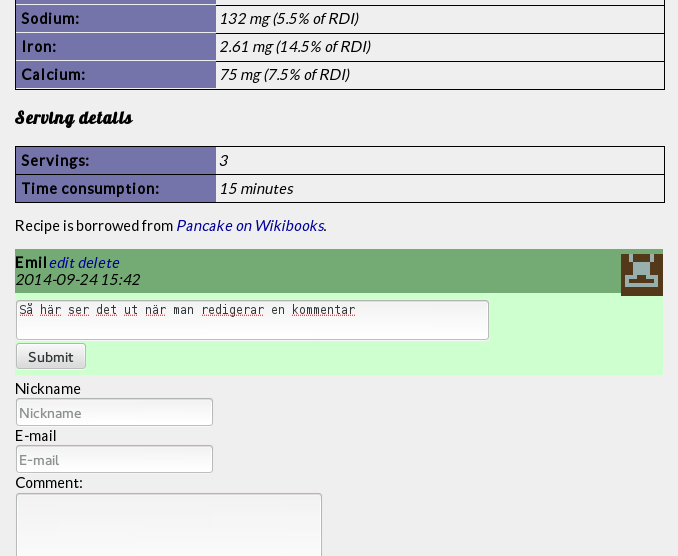 Sodium: 132 mg (5.5% of RDI)
Iron: 2.61 mg (14.5% of RDI)
Calcium: 75 mg (7.5% of RDI)
Serving details
Servings: 3
Time consumption: 15 minutes
Recipe is borrowed from Pancake on Wikibooks.
Emil edit delete
2014-09-24 15:42
Så här ser det ut när man redigerar en kommentar
Submit
Nickname
Nickname
E-mail
E-mail
Comment: